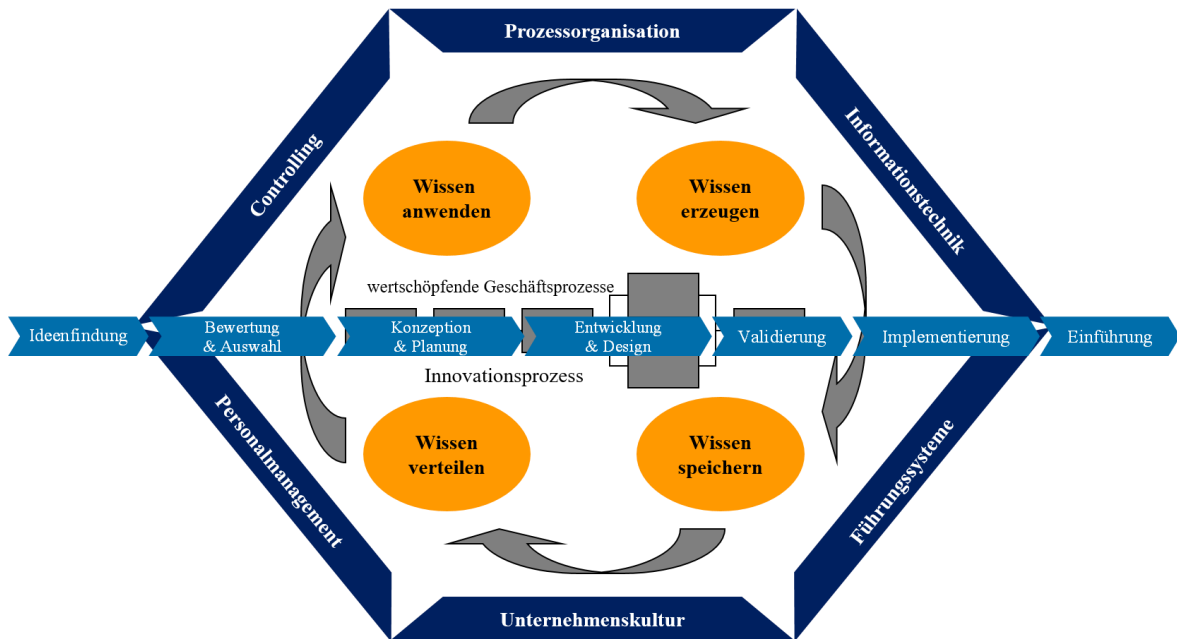 Prozessorganisation
Controlling
Informationstechnik
Wissen
anwenden
Wissen
erzeugen
wertschöpfende Geschäftsprozesse
Ideenfindung
Bewertung
& Auswahl
Konzeption
& Planung
Entwicklung
& Design
Validierung
Implementierung
Einführung
Innovationsprozess
Wissen
verteilen
Wissen
speichern
Personalmanagement
Führungssysteme
Unternehmenskultur